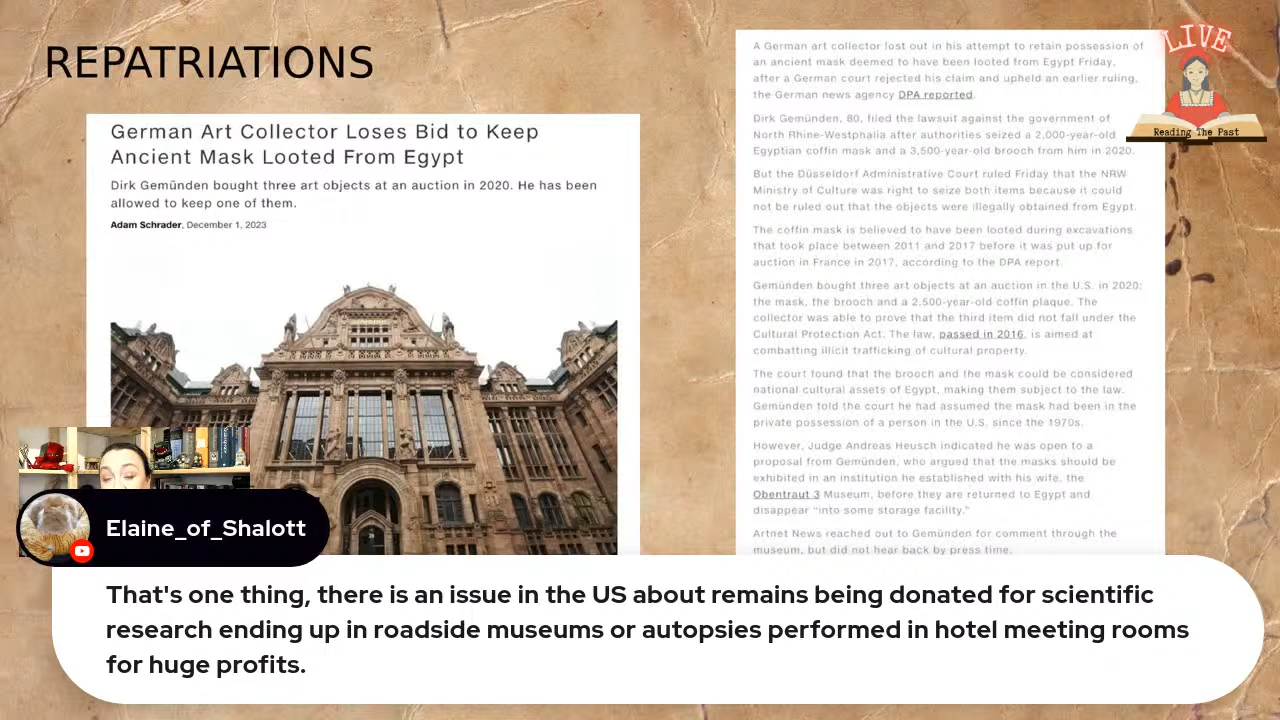 REPATRIATIONS
German Art Collector Loses Bid to Keep
Ancient Mask Looted From Egypt
Dirk Gemünden bought three art objects at an auction in 2020. He has been
allowed to keep one of them.
Adam Schrader, December 1, 2023
A German art collector lost out in his attempt to retain possession of
an ancient mask deemed to have been looted from Egypt Friday,
after a German court rejected his claim and upheld an earlier ruling,
the German news agency DPA reported.
Dirk Gemünden, 80, filed the lawsuit against the government of
North Rhine-Westphalia after authorities seized a 2,000-year-old
Egyptian coffin mask and a 3,500-year-old brooch from him in 2020.
But the Düsseldorf Administrative Court ruled Friday that the NRW
Ministry of Culture was right to seize both items because it could
not be ruled out that the objects were illegally obtained from Egypt.
The coffin mask is believed to have been looted during excavations
that took place between 2011 and 2017 before it was put up for
auction in France in 2017, according to the DPA report.
Gemünden bought three art objects at an auction in the U.S. in 2020:
the mask, the brooch and a 2,500-year-old coffin plaque. The
collector was able to prove that the third item did not fall under the
Cultural Protection Act. The law, passed in 2016, is aimed at
combatting illicit trafficking of cultural property.
The court found that the brooch and the mask could be considered
national cultural assets of Egypt, making them subject to the law.
Gemünden told the court he had assumed the mask had been in the
private possession of a person in the U.S. since the 1970s.
However, Judge Andreas Heusch indicated he was open to a
proposal from Gemünden, who argued that the masks should be
exhibited in an institution he established with his wife, the
Obentraut 3 Museum, before they are returned to Egypt and
disappear “into some storage facility.”
Artnet News reached out to Gemünden for comment through the
museum, but did not hear back by press time.
LIVE
Reading The Past
Elaine_of_Shalott
That's one thing, there is an issue in the US about remains being donated for scientific
research ending up in roadside museums or autopsies performed in hotel meeting rooms
for huge profits.